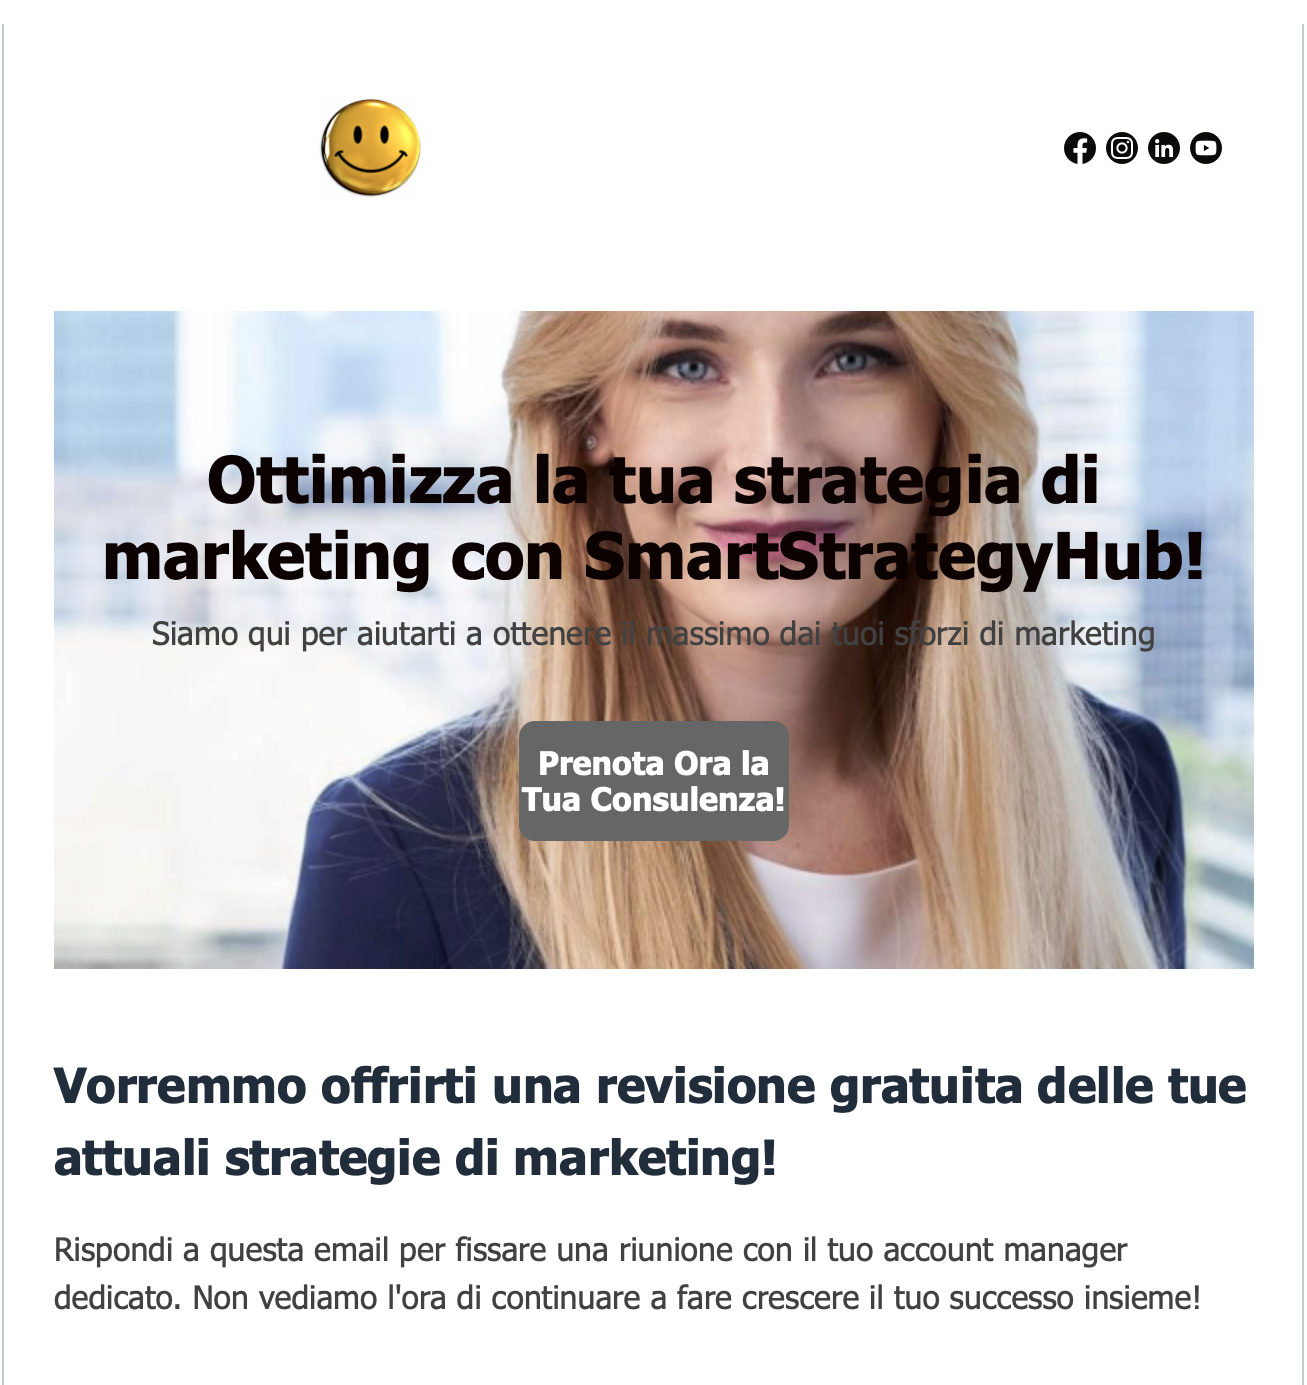 Ottimizza la tua strategia di
marketing con SmartStrategyHub!
Siamo qui per aiutarti a ottenere il massimo dai tuoi sforzi di marketing
Prenota Ora la
Tua Consulenza!
Vorremmo offrirti una revisione gratuita delle tue
attuali strategie di marketing!
Rispondi a questa email per fissare una riunione con il tuo account manager
dedicato. Non vediamo l'ora di continuare a fare crescere il tuo successo insieme!